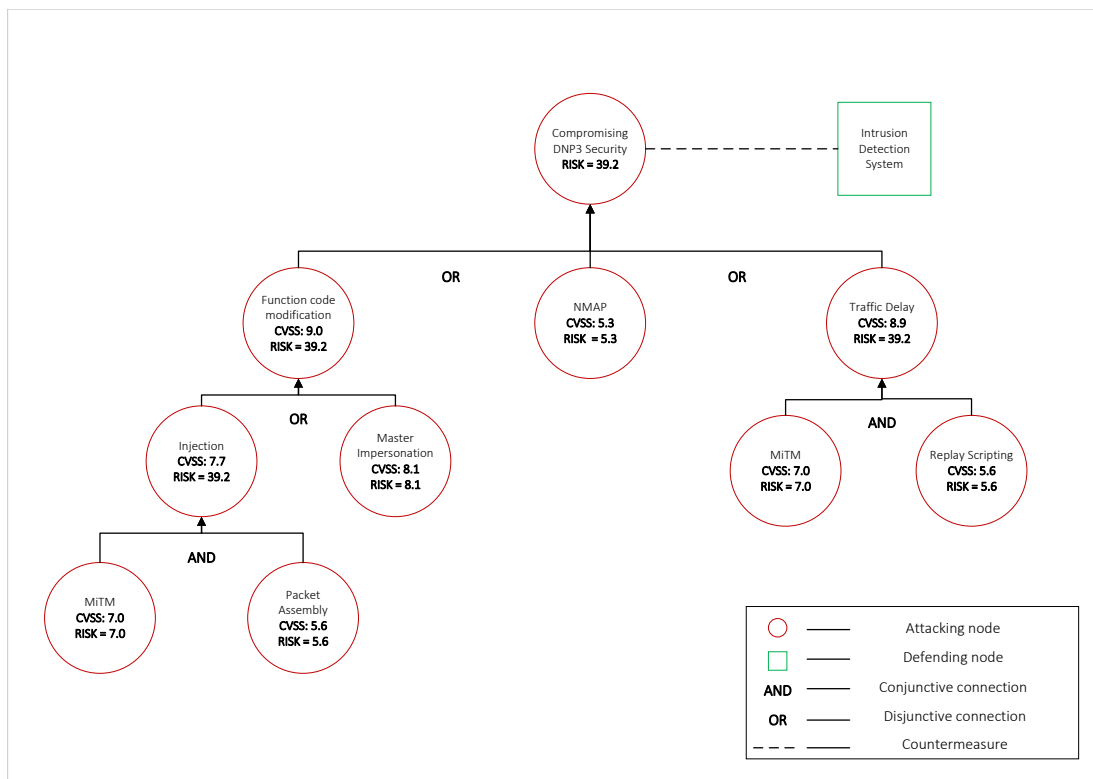 Compromising
DNP3 Security
RISK = 39.2
Intrusion
Detection
System
OR
OR
Function code
modification
CVSS: 9.0
RISK = 39.2
NMAP
CVSS: 5.3
RISK = 5.3
Traffic Delay
CVSS: 8.9
RISK = 39.2
OR
AND
Injection
CVSS: 7.7
RISK = 39.2
Master
Impersonation
CVSS: 8.1
RISK = 8.1
MiTM
CVSS: 7.0
RISK = 7.0
Replay Scripting
CVSS: 5.6
RISK = 5.6
AND
MiTM
CVSS: 7.0
RISK = 7.0
Packet
Assembly
CVSS: 5.6
RISK = 5.6
Attacking node
Defending node
AND Conjunctive connection
OR Disjunctive connection
Countermeasure